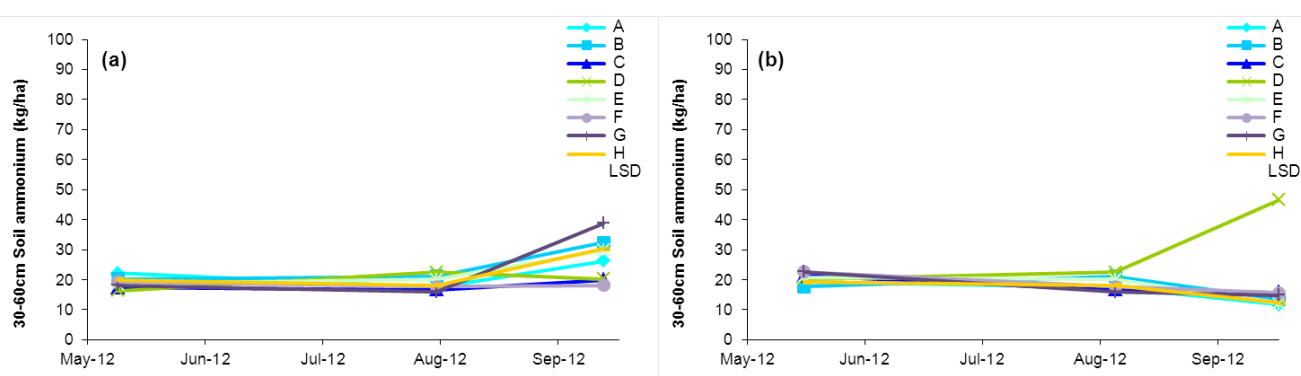 (a)
30-60cm Soil ammonium (kg/ha)
100
90
80
70
60
50
40
30
20
10
0
May-12 Jun-12 Jul-12 Aug-12 Sep-12
A
B
C
D
E
F
G
H
LSD
(b)
30-60cm Soil ammonium (kg/ha)
100
90
80
70
60
50
40
30
20
10
0
May-12 Jun-12 Jul-12 Aug-12 Sep-12
A
B
C
D
E
F
G
H
LSD